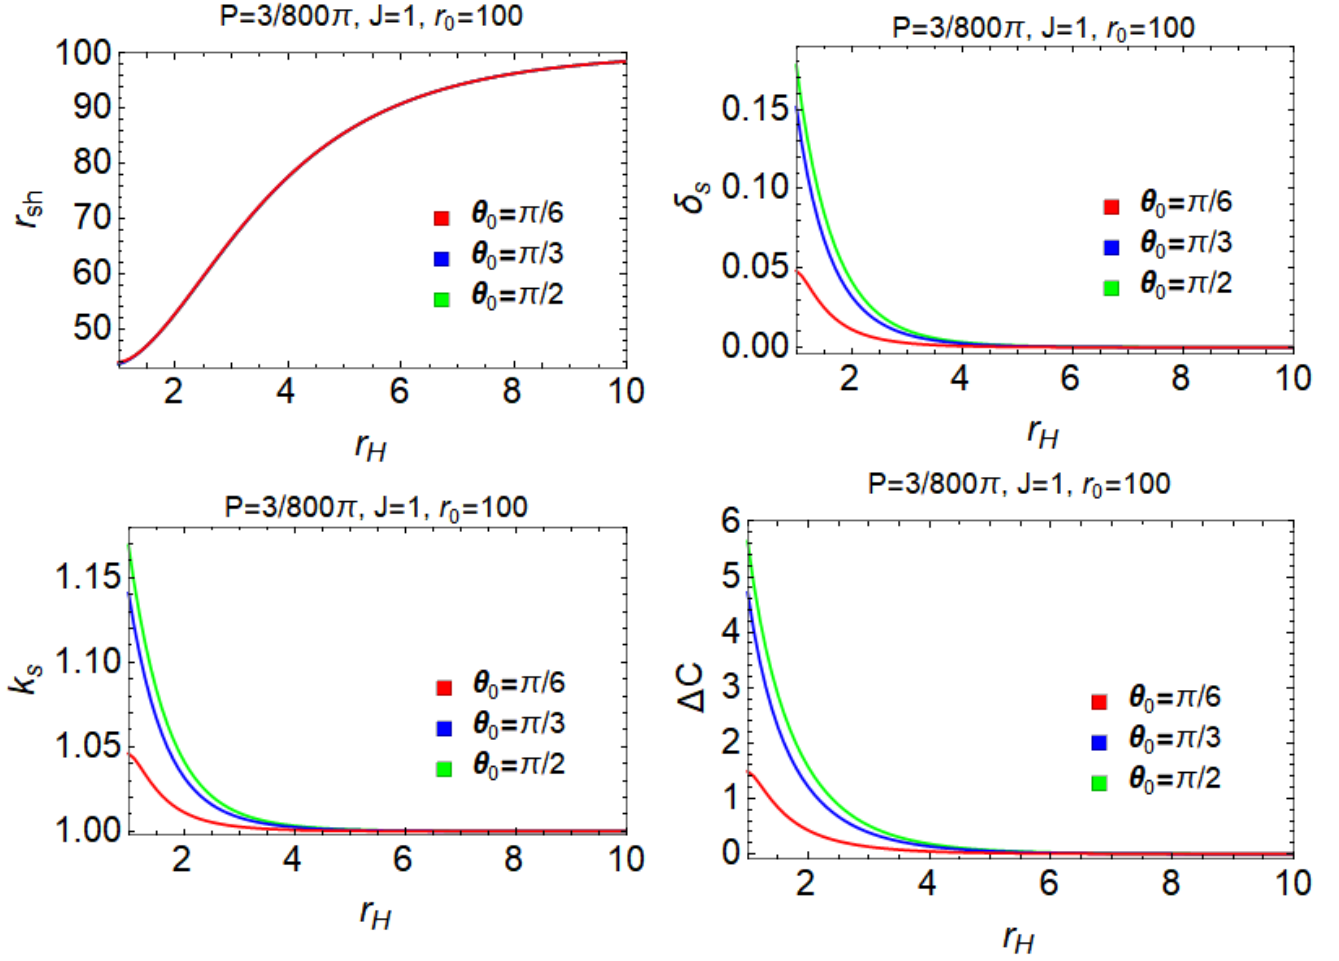 P=3/800π, J=1, r₀=100
100
90
80
70
60
50
r_sh
θ₀=π/6
θ₀=π/3
θ₀=π/2
2 4 6 8 10
r_H
P=3/800π, J=1, r₀=100
0.15
0.10
0.05
0.00
δ_s
θ₀=π/6
θ₀=π/3
θ₀=π/2
2 4 6 8 10
r_H
P=3/800π, J=1, r₀=100
1.15
1.10
1.05
1.00
k_s
θ₀=π/6
θ₀=π/3
θ₀=π/2
2 4 6 8 10
r_H
P=3/800π, J=1, r₀=100
6
5
4
3
2
1
0
ΔC
θ₀=π/6
θ₀=π/3
θ₀=π/2
2 4 6 8 10
r_H